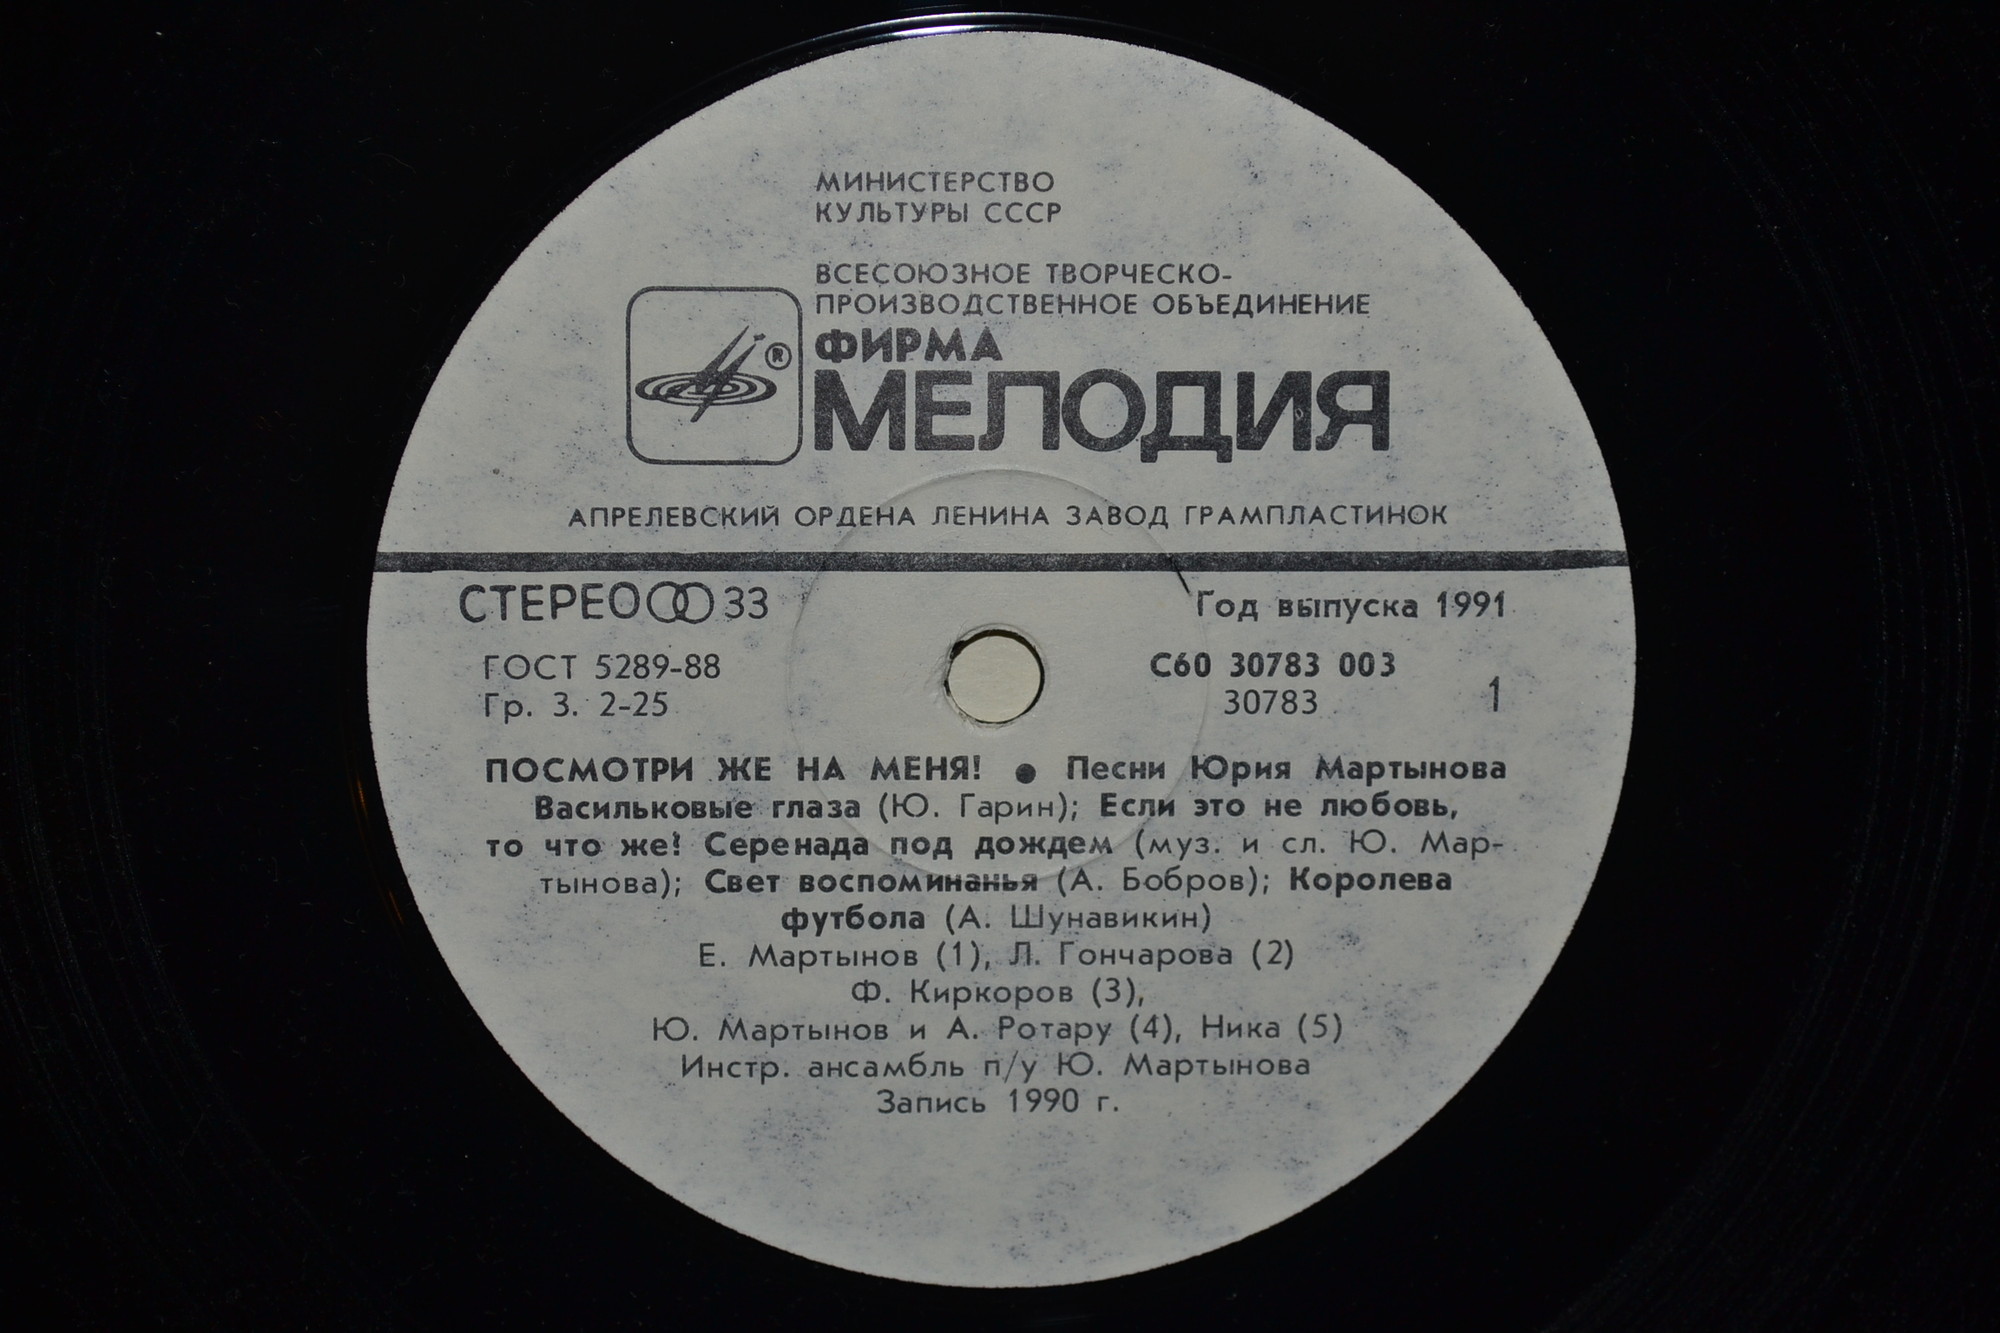 МИНИСТЕРСТВО
КУЛЬТУРЫ СССР
ВСЕСОЮЗНОЕ ТВОРЧЕСКО-
ПРОИЗВОДСТВЕННОЕ ОБЪЕДИНЕНИЕ
ФИРМА
®
МЕЛОДИЯ
АПРЕЛЕВСКИЙ ОРДЕНА ЛЕНИНА ЗАВОД ГРАМПЛАСТИНОК
СТЕРЕО 33
Год выпуска 1991
ГОСТ 5289-88
С60 30783 003
Гр. 3. 2-25
30783
1
ПОСМОТРИ ЖЕ НА МЕНЯ! ● Песни Юрия Мартынова
Васильковые глаза (Ю. Гарин); Если это не любовь,
то что же! Серенада под дождем (муз. и сл. Ю. Мар-
тынова); Свет воспоминанья (А. Бобров); Королева
футбола (А. Шунавикин)
Е. Мартынов (1), Л. Гончарова (2)
Ф. Киркоров (3),
Ю. Мартынов и А. Ротару (4), Ника (5)
Инстр. ансамбль п/у Ю. Мартынова
Запись 1990 г.